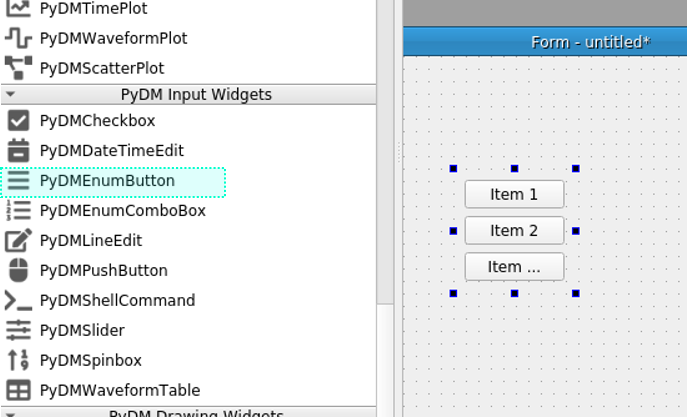 PyDMTimePlot
PyDMWaveformPlot
PyDMScatterPlot
PyDM Input Widgets
PyDMCheckbox
PyDMDateTimeEdit
PyDMEnumButton
PyDMEnumComboBox
PyDMLineEdit
PyDMPushButton
PyDMShellCommand
PyDMSlider
PyDMSpinbox
PyDMWaveformTable
PyDM Drawing Widgets
Form - untitled*
Item 1
Item 2
Item ...